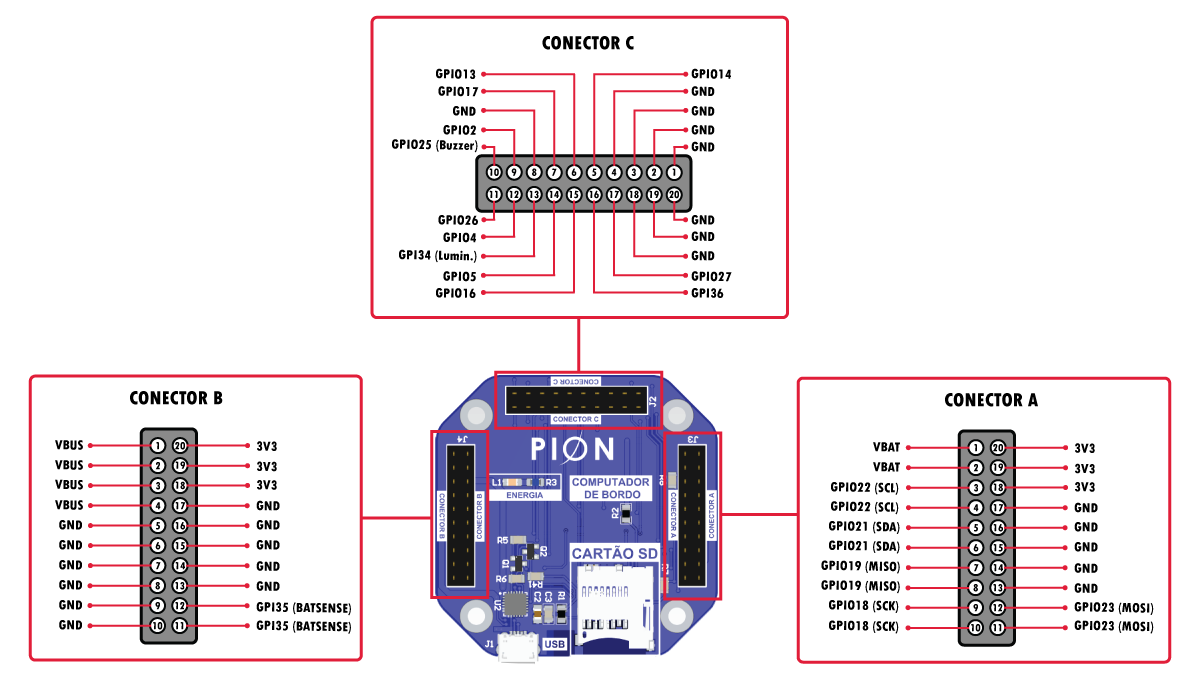 CONECTOR C
GPIO13 GPIO14
GPIO17 GND
GND GND
GPIO2 GND
GPIO25 (Buzzer) GND
10 9 8 7 6 5 4 3 2 1
11 12 13 14 15 16 17 18 19 20
GPIO26 GND
GPIO4 GND
GPI34 (Lumin.) GND
GPIO5 GPIO27
GPIO16 GPI36
CONECTOR B
VBUS 1 20 3V3
VBUS 2 19 3V3
VBUS 3 18 3V3
VBUS 4 17 GND
GND 5 16 GND
GND 6 15 GND
GND 7 14 GND
GND 8 13 GND
GND 9 12 GPI35 (BATSENSE)
GND 10 11 GPI35 (BATSENSE)
CONECTOR C
J2
CONECTOR C
J4
J3
PION
CONECTOR B
CONECTOR B
L1
R3
ENERGIA
COMPUTADOR
DE BORDO
R2
CONECTOR A
CONECTOR A
R5
Q2
Q1
R6
R41
U2
C2
C3
R1
CARTÃO SD
J1
USB
CONECTOR A
VBAT 1 20 3V3
VBAT 2 19 3V3
GPIO22 (SCL) 3 18 3V3
GPIO22 (SCL) 4 17 GND
GPIO21 (SDA) 5 16 GND
GPIO21 (SDA) 6 15 GND
GPIO19 (MISO) 7 14 GND
GPIO19 (MISO) 8 13 GND
GPIO18 (SCK) 9 12 GPIO23 (MOSI)
GPIO18 (SCK) 10 11 GPIO23 (MOSI)